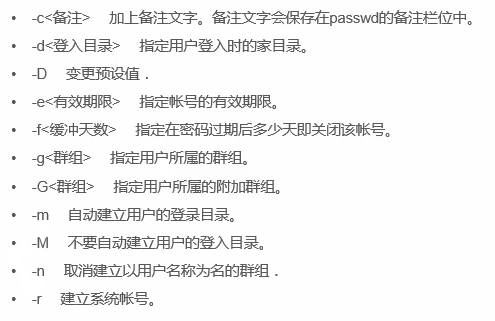 • -c<备注> 加上备注文字。备注文字会保存在passwd的备注栏位中。
• -d<登入目录> 指定用户登入时的家目录。
• -D 变更预设值．
• -e<有效期限> 指定帐号的有效期限。
• -f<缓冲天数> 指定在密码过期后多少天即关闭该帐号。
• -g<群组> 指定用户所属的群组。
• -G<群组> 指定用户所属的附加群组。
• -m 自动建立用户的登录目录。
• -M 不要自动建立用户的登入目录。
• -n 取消建立以用户名称为名的群组．
• -r 建立系统帐号。